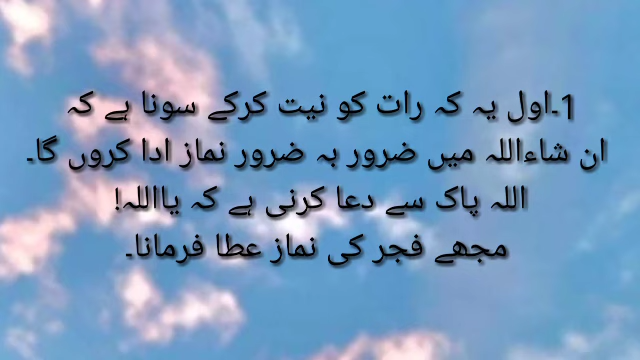 1۔اول یہ کہ رات کو نیت کرکے سونا ہے کہ
ان شاءاللہ میں ضرور بہ ضرور نماز ادا کروں گا۔
اللہ پاک سے دعا کرنی ہے کہ یااللہ!
مجھے فجر کی نماز عطا فرمانا۔